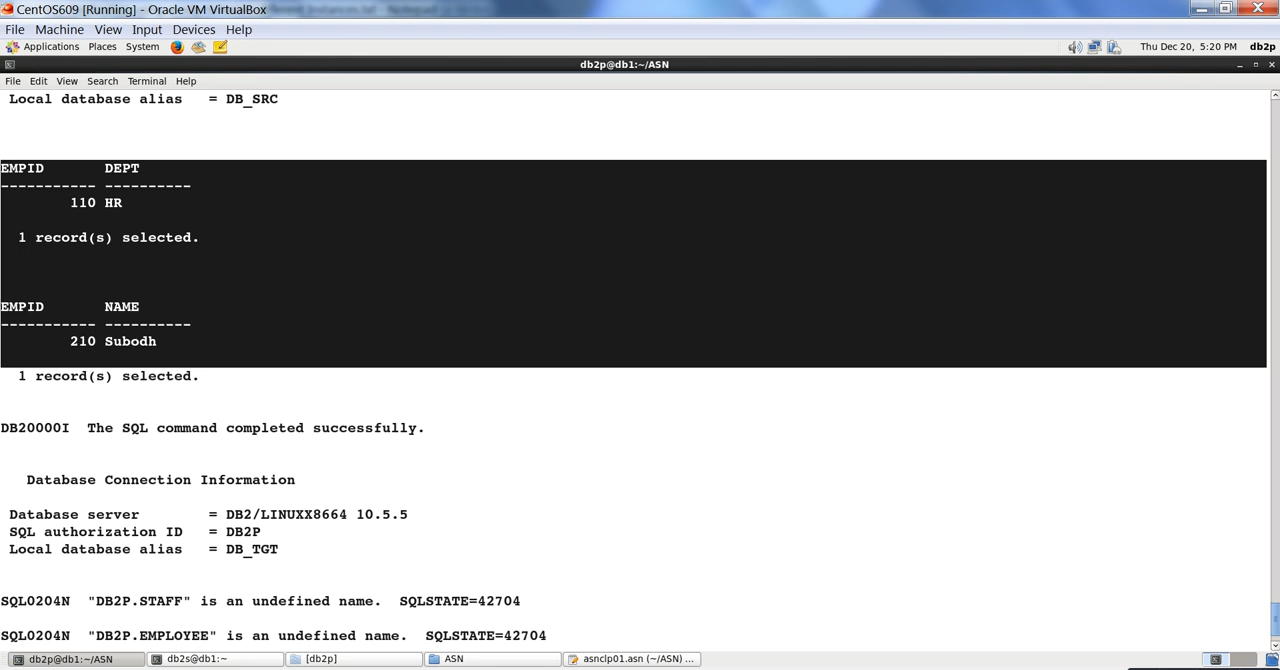 CentOS609 [Running] - Oracle VM VirtualBox
File Machine View Input Devices Help
Applications Places System Thu Dec 20, 5:20 PM db2p
db2p@db1:~/ASN
File Edit View Search Terminal Help
Local database alias = DB_SRC
EMPID DEPT
----------- ----------
110 HR
1 record(s) selected.
EMPID NAME
----------- ----------
210 Subodh
1 record(s) selected.
DB20000I The SQL command completed successfully.
Database Connection Information
Database server = DB2/LINUXX8664 10.5.5
SQL authorization ID = DB2P
Local database alias = DB_TGT
SQL0204N "DB2P.STAFF" is an undefined name. SQLSTATE=42704
SQL0204N "DB2P.EMPLOYEE" is an undefined name. SQLSTATE=42704
db2p@db1:~/ASN db2s@db1:~ [db2p] ASN asnclp01.asn (~/ASN) ...